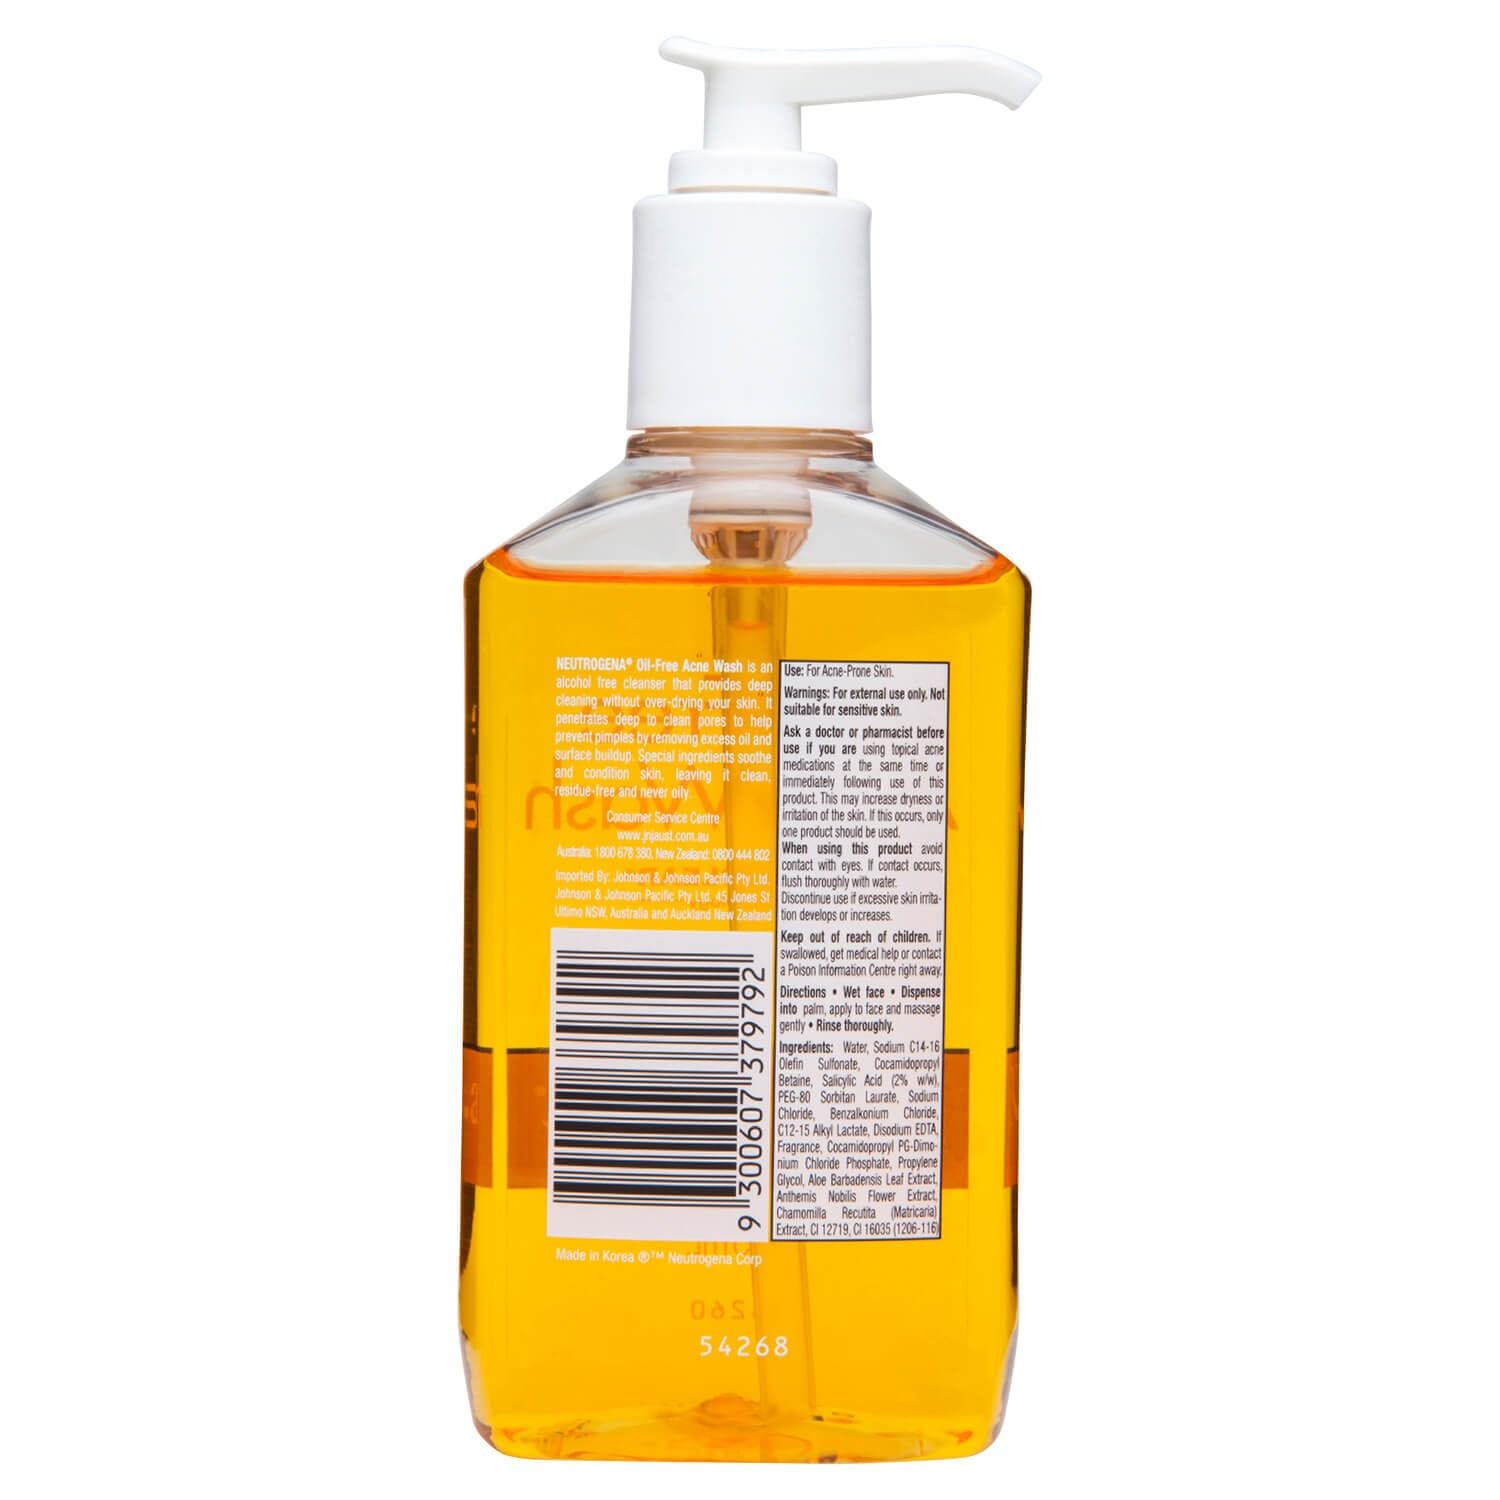 NEUTROGENA® Oil-Free Acne Wash is an
alcohol free cleanser that provides deep
cleaning without over-drying your skin. It
penetrates deep to clean pores to help
prevent pimples by removing excess oil and
surface buildup. Special ingredients soothe
and condition skin, leaving it clean,
residue-free and never oily
Consumer Service Centre
www.jnjaust.com.au
Australia: 1800 678 380, New Zealand: 0800 444 802
Imported By: Johnson & Johnson Pacific Pty Ltd.
Johnson & Johnson Pacific Pty Ltd. 45 Jones St
Ultimo NSW, Australia and Auckland New Zealand
9 300607 379792
Made in Korea ®™ Neutrogena Corp
Use: For Acne-Prone Skin.
Warnings: For external use only. Not
suitable for sensitive skin.
Ask a doctor or pharmacist before
use if you are using topical acne
medications at the same time or
immediately following use of this
product. This may increase dryness or
irritation of the skin. If this occurs, only
one product should be used.
When using this product avoid
contact with eyes. If contact occurs,
flush thoroughly with water.
Discontinue use if excessive skin irrita-
tion develops or increases.
Keep out of reach of children. If
swallowed, get medical help or contact
a Poison Information Centre right away.
Directions • Wet face • Dispense
into palm, apply to face and massage
gently • Rinse thoroughly.
Ingredients: Water, Sodium C14-16
Olefin Sulfonate, Cocamidopropyl
Betaine, Salicylic Acid (2% w/w),
PEG-80 Sorbitan Laurate, Sodium
Chloride, Benzalkonium Chloride,
C12-15 Alkyl Lactate, Disodium EDTA,
Fragrance, Cocamidopropyl PG-Dimo-
nium Chloride Phosphate, Propylene
Glycol, Aloe Barbadensis Leaf Extract,
Anthemis Nobilis Flower Extract,
Chamomilla Recutita (Matricaria)
Extract, CI 12719, CI 16035 (1206-116)
54268